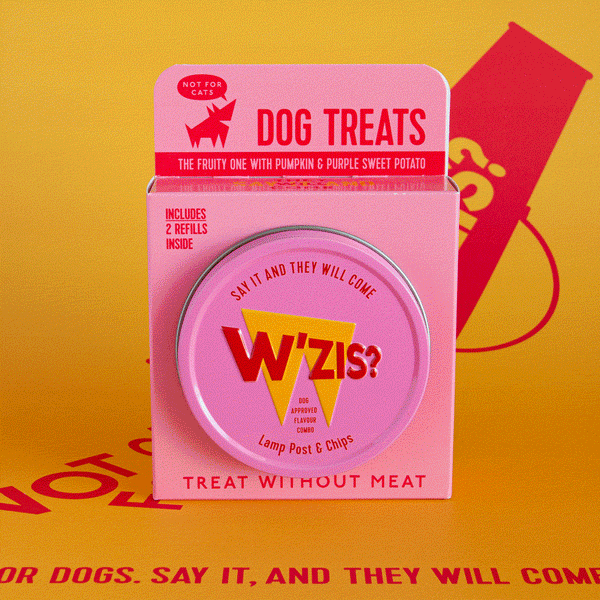 NOT FOR
CATS
DOG TREATS
THE FRUITY ONE WITH PUMPKIN & PURPLE SWEET POTATO
INCLUDES
2 REFILLS
INSIDE
SAY IT AND THEY WILL COME
W'ZIS?
DOG
APPROVED
FLAVOUR
COMBO
Lamp Post & Chips
TREAT WITHOUT MEAT
NOT
OR DOGS. SAY IT, AND THEY WILL COME